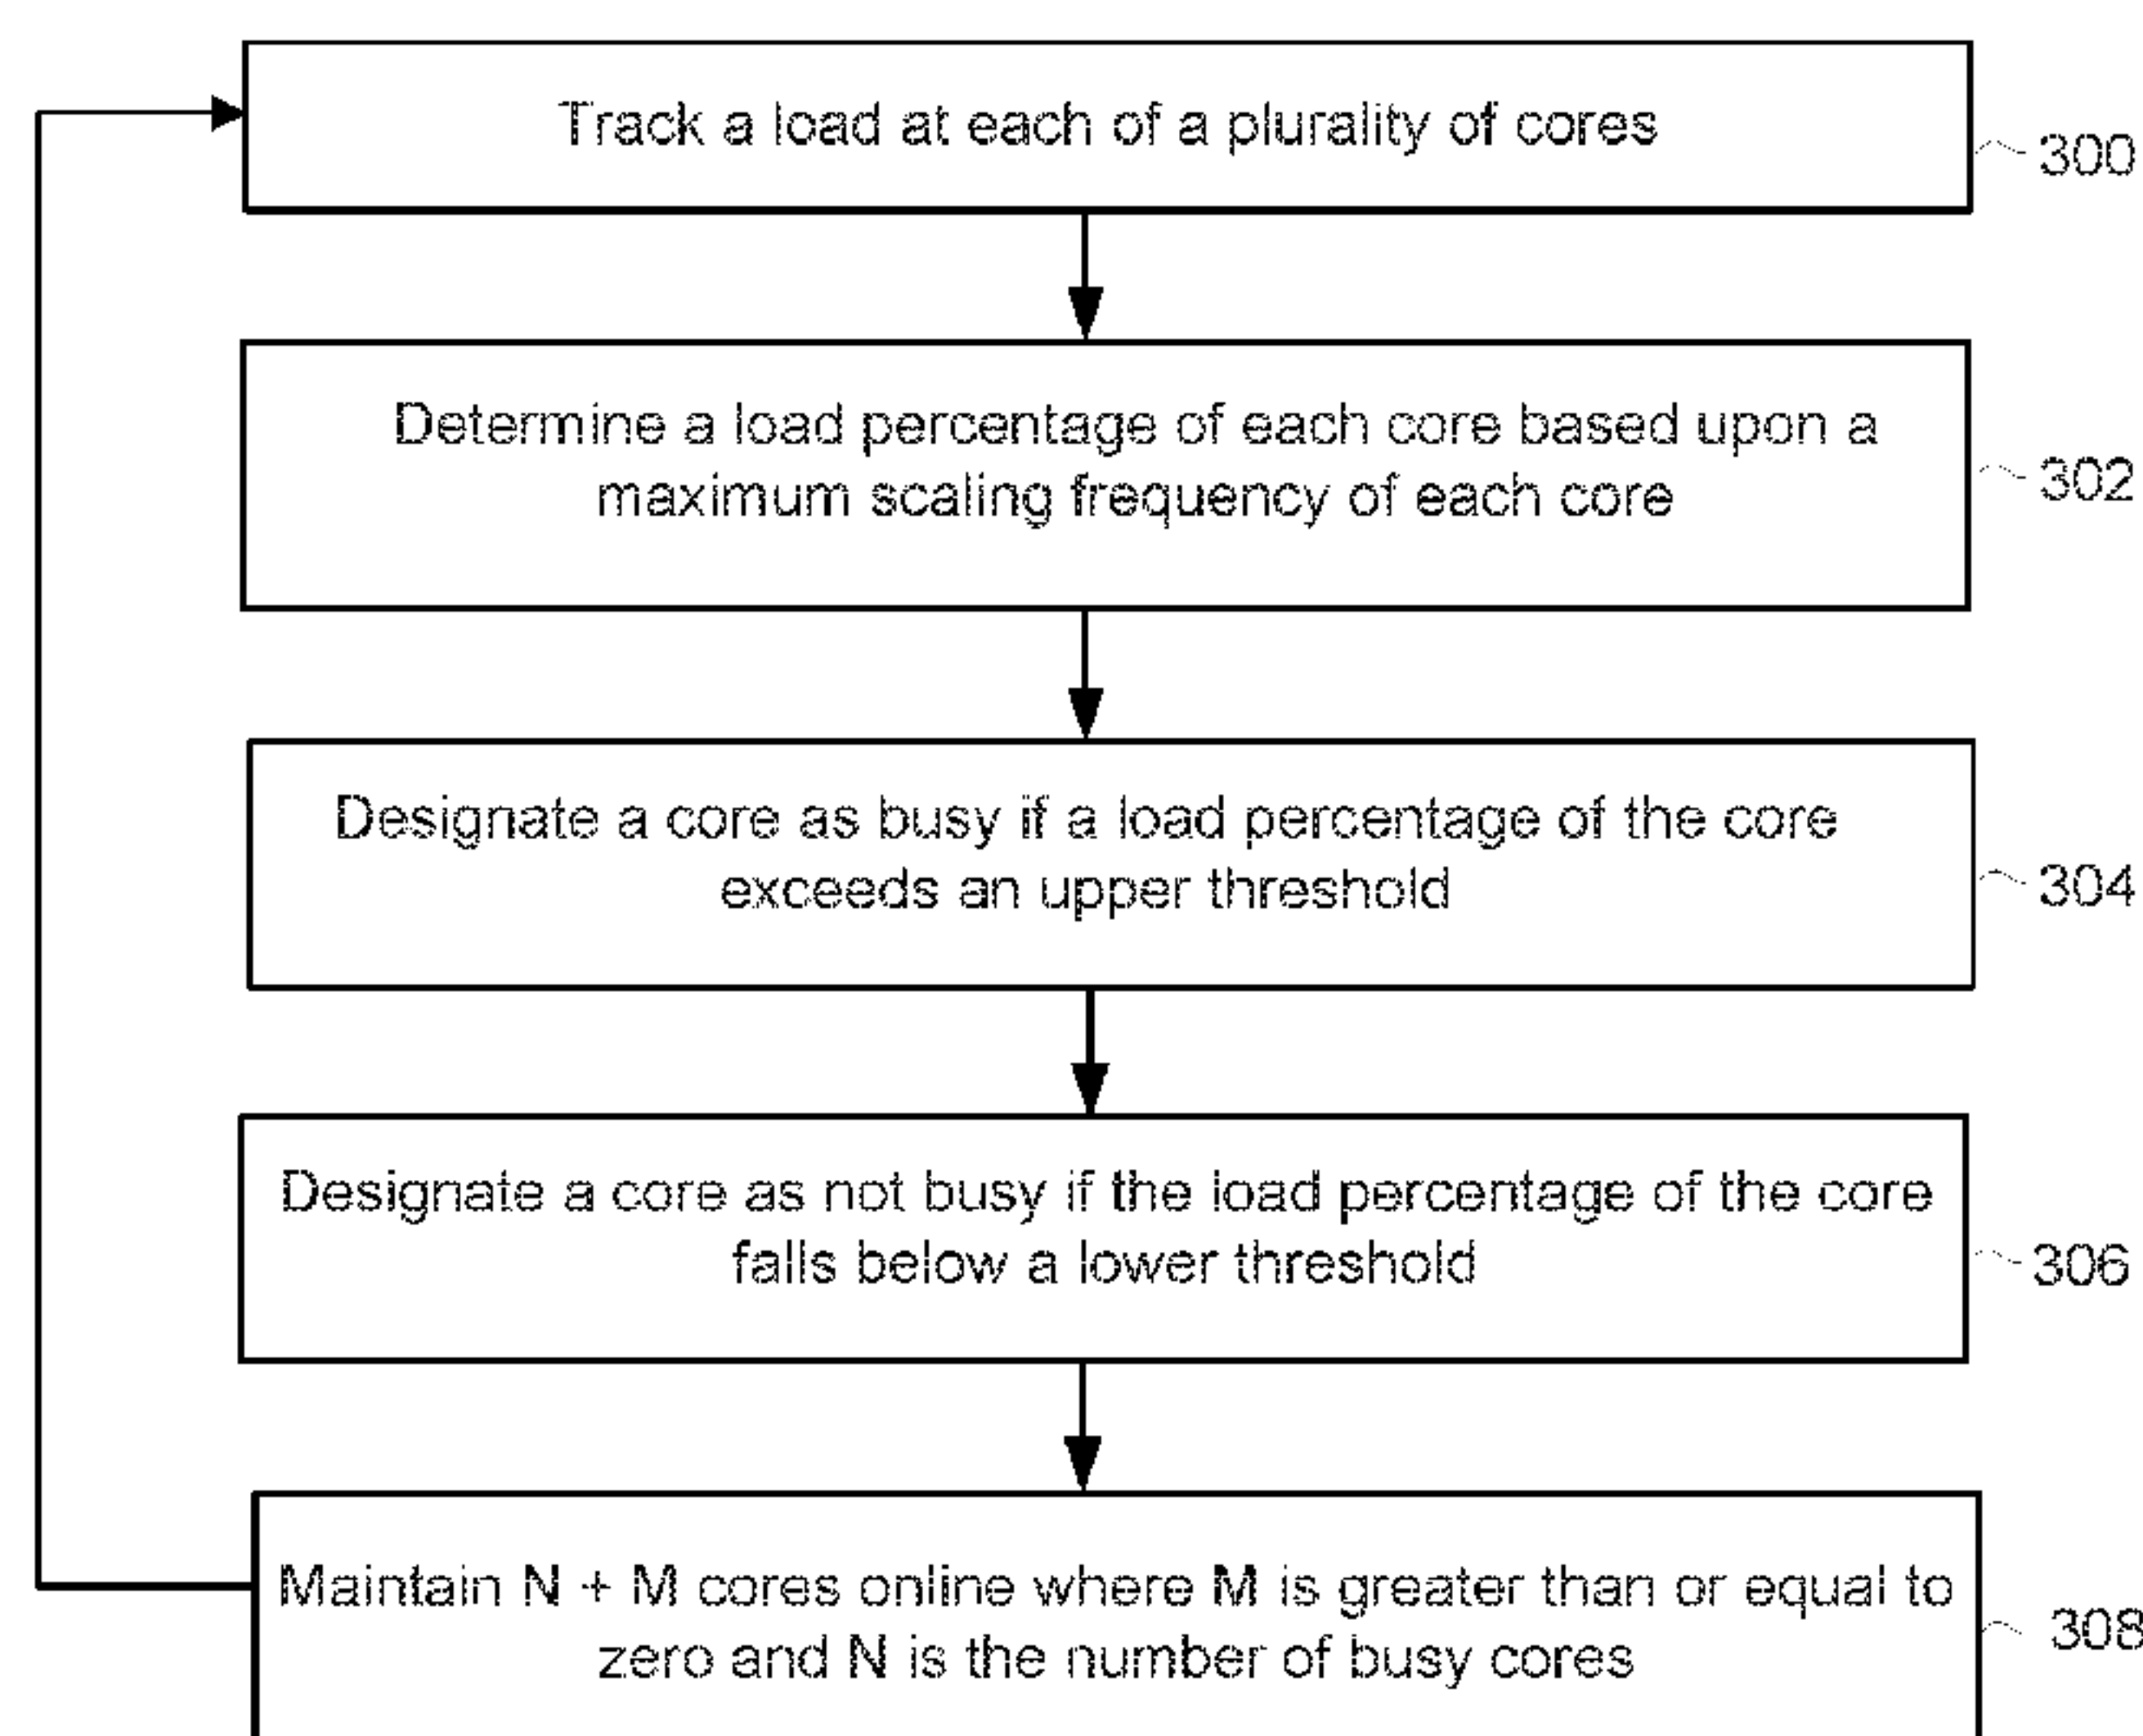 Track a load at each of a plurality of cores
300
Determine a load percentage of each core based upon a
maximum scaling frequency of each core
302
Designate a core as busy if a load percentage of the core
exceeds an upper threshold
304
Designate a core as not busy if the load percentage of the core
falls below a lower threshold
306
Maintain N + M cores online where M is greater than or equal to
zero and N is the number of busy cores
308